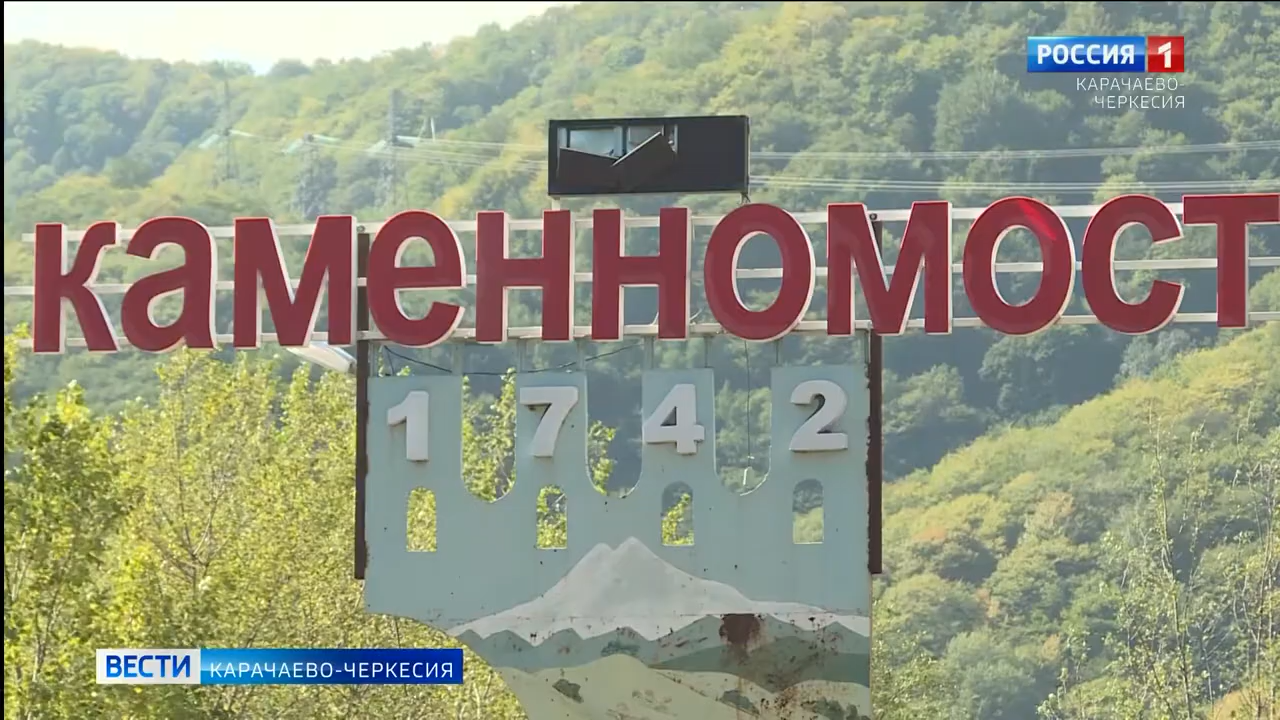 РОССИЯ 1
КАРАЧАЕВО-
ЧЕРКЕСИЯ
каменномост
1742
ВЕСТИ КАРАЧАЕВО-ЧЕРКЕСИЯ